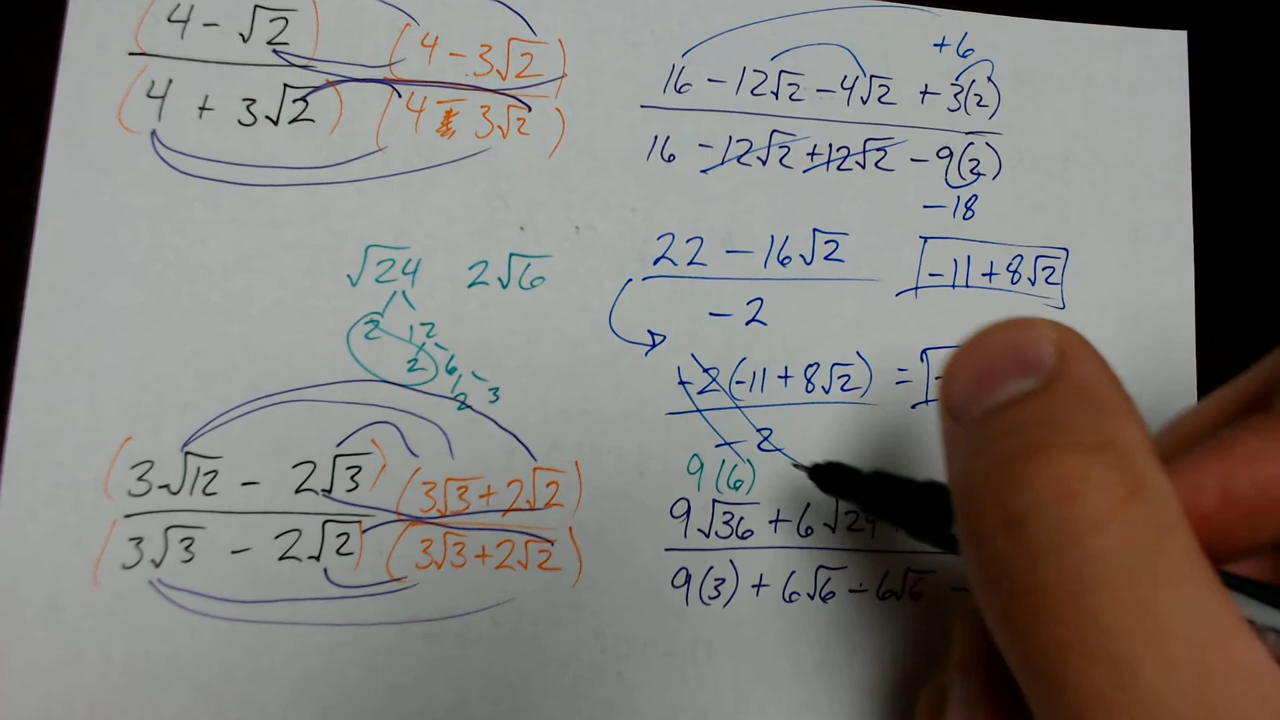 (4 - √2) (4 - 3√2)
(4 + 3√2) (4 - 3√2)
+6
16 - 12√2 - 4√2 + 3(2)
16 - 12√2 + 12√2 - 9(2)
-18
22 - 16√2
-2
-11 + 8√2
-2(-11 + 8√2) =
-2
√24 2√6
2 12
2 6
2 3
(3√12 - 2√3) (3√3 + 2√2)
(3√3 - 2√2) (3√3 + 2√2)
9(6)
9√36 + 6√24
9(3) + 6√6 - 6√6 -